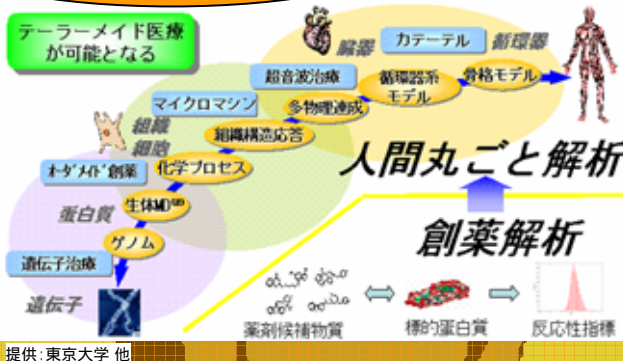 テーラーメイド医療
が可能となる
臓器
カテーテル
循環器
超音波治療
循環器系
モデル
骨格モデル
マイクロマシン
多物理連成
組織
細胞
組織構造応答
人間丸ごと解析
オーダメイド創薬
化学プロセス
蛋白質
生体MD
創薬解析
ゲノム
遺伝子治療
遺伝子
薬剤候補物質
標的蛋白質
反応性指標
提供：東京大学 他